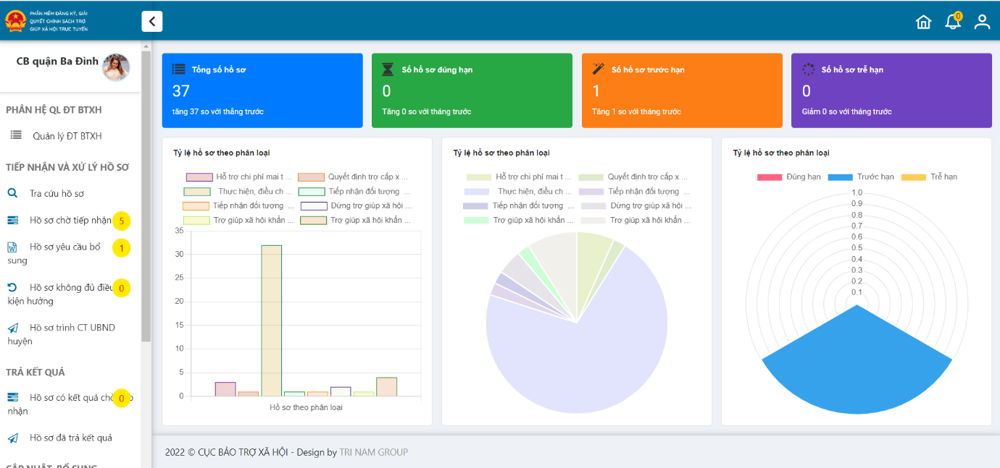 PHẦN MỀM ĐĂNG KÝ, GIẢI
QUYẾT CHÍNH SÁCH TRỢ
GIÚP XÃ HỘI TRỰC TUYẾN
0
CB quận Ba Đình
PHÂN HỆ QL ĐT BTXH
Quản lý ĐT BTXH
TIẾP NHẬN VÀ XỬ LÝ HỒ SƠ
Tra cứu hồ sơ
Hồ sơ chờ tiếp nhận 5
Hồ sơ yêu cầu bổ 1
sung
Hồ sơ không đủ điều 0
kiện hưởng
Hồ sơ trình CT UBND
huyện
TRẢ KẾT QUẢ
Hồ sơ có kết quả chờ 0
nhận
Hồ sơ đã trả kết quả
CẬP NHẬT, BỔ SUNG
Tổng số hồ sơ
37
tăng 37 so với thắng trước
Số hồ sơ đúng hạn
0
Tăng 0 so với tháng trước
Số hồ sơ trước hạn
1
Tăng 1 so với tháng trước
Số hồ sơ trễ hạn
0
Giảm 0 so với tháng trước
Tỷ lệ hồ sơ theo phân loại
Hỗ trợ chi phí mai t ... Quyết định trợ cấp x ...
Thực hiện, điều ch ... Tiếp nhận đối tượng ...
Tiếp nhận đối tượng ... Dừng trợ giúp xã hội ...
Trợ giúp xã hội khẩn ... Trợ giúp xã hội khẩn ...
35
30
25
20
15
10
5
0
Hồ sơ theo phân loại
Tỷ lệ hồ sơ theo phân loại
Hỗ trợ chi phí mai t ... Quyết định trợ cấp x ...
Thực hiện, điều ch ... Tiếp nhận đối tượng ...
Tiếp nhận đối tượng ... Dừng trợ giúp xã hội ...
Trợ giúp xã hội khẩn ... Trợ giúp xã hội khẩn ...
Tỷ lệ hồ sơ theo phân loại
Đúng hạn Trước hạn Trễ hạn
1.0
0.9
0.8
0.7
0.6
0.5
0.4
0.3
0.2
0.1
2022 © CỤC BẢO TRỢ XÃ HỘI - Design by TRI NAM GROUP